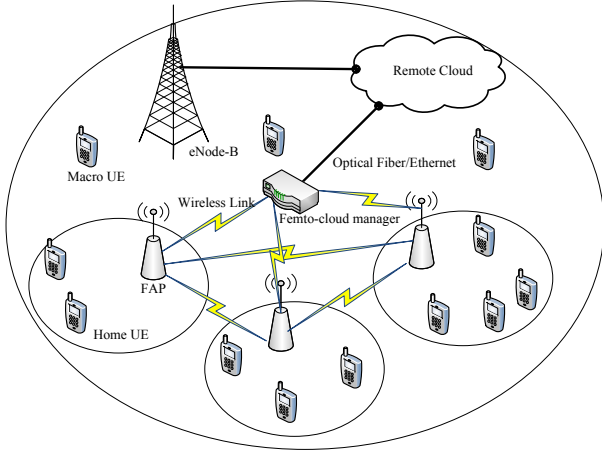 Remote Cloud
eNode-B
Macro UE
Optical Fiber/Ethernet
Wireless Link
Femto-cloud manager
FAP
Home UE